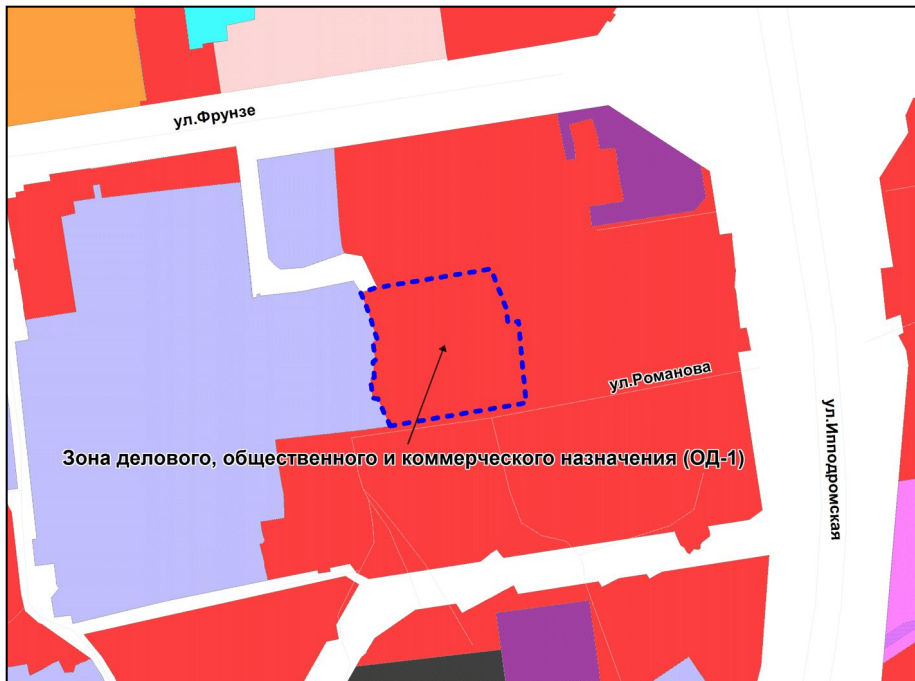 ул.Фрунзе
ул.Романова
ул.Ипподромская
Зона делового, общественного и коммерческого назначения (ОД-1)